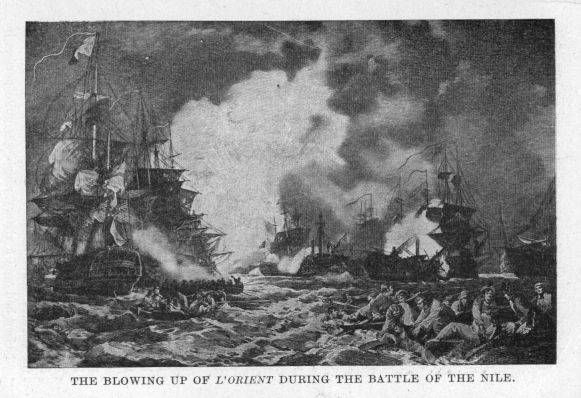 THE BLOWING UP OF L'ORIENT DURING THE BATTLE OF THE NILE.